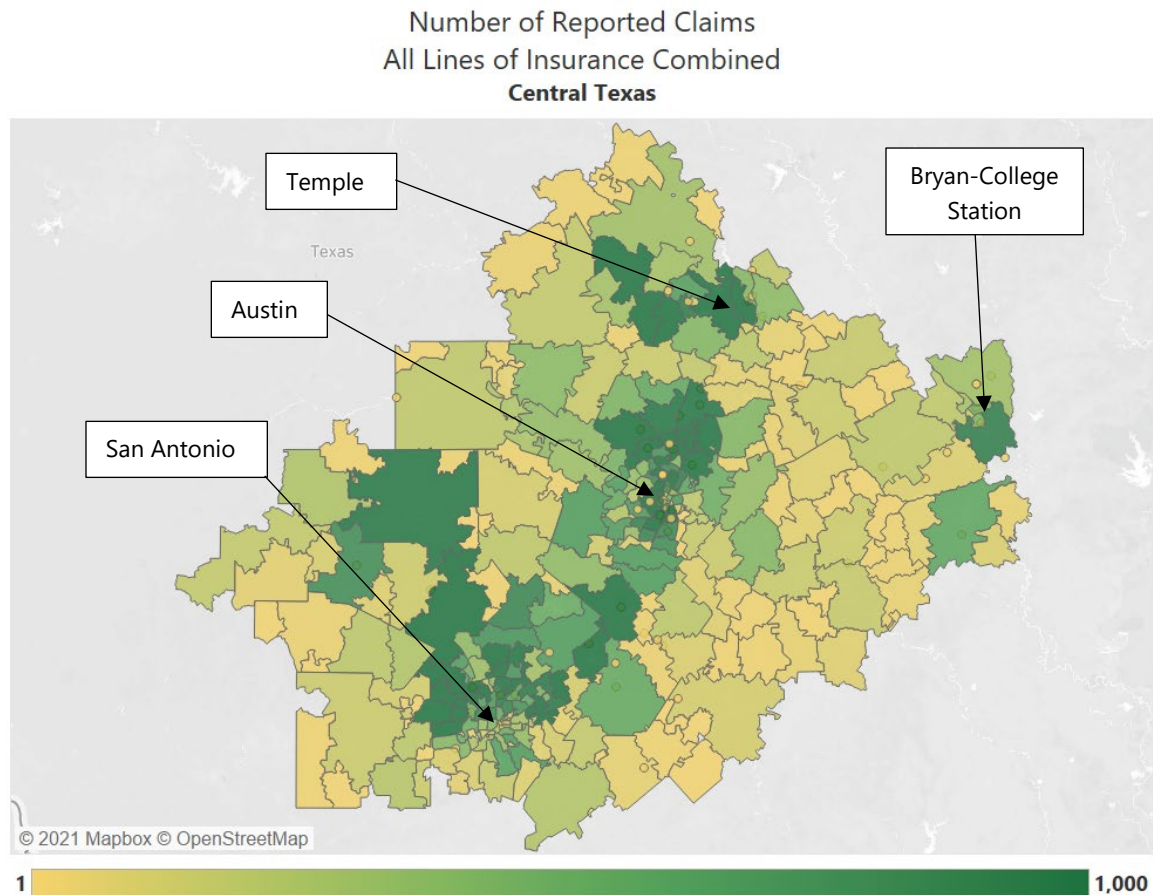 Number of Reported Claims
All Lines of Insurance Combined
Central Texas
Temple
Bryan-College
Station
Texas
Austin
San Antonio
© 2021 Mapbox © OpenStreetMap
1
1,000